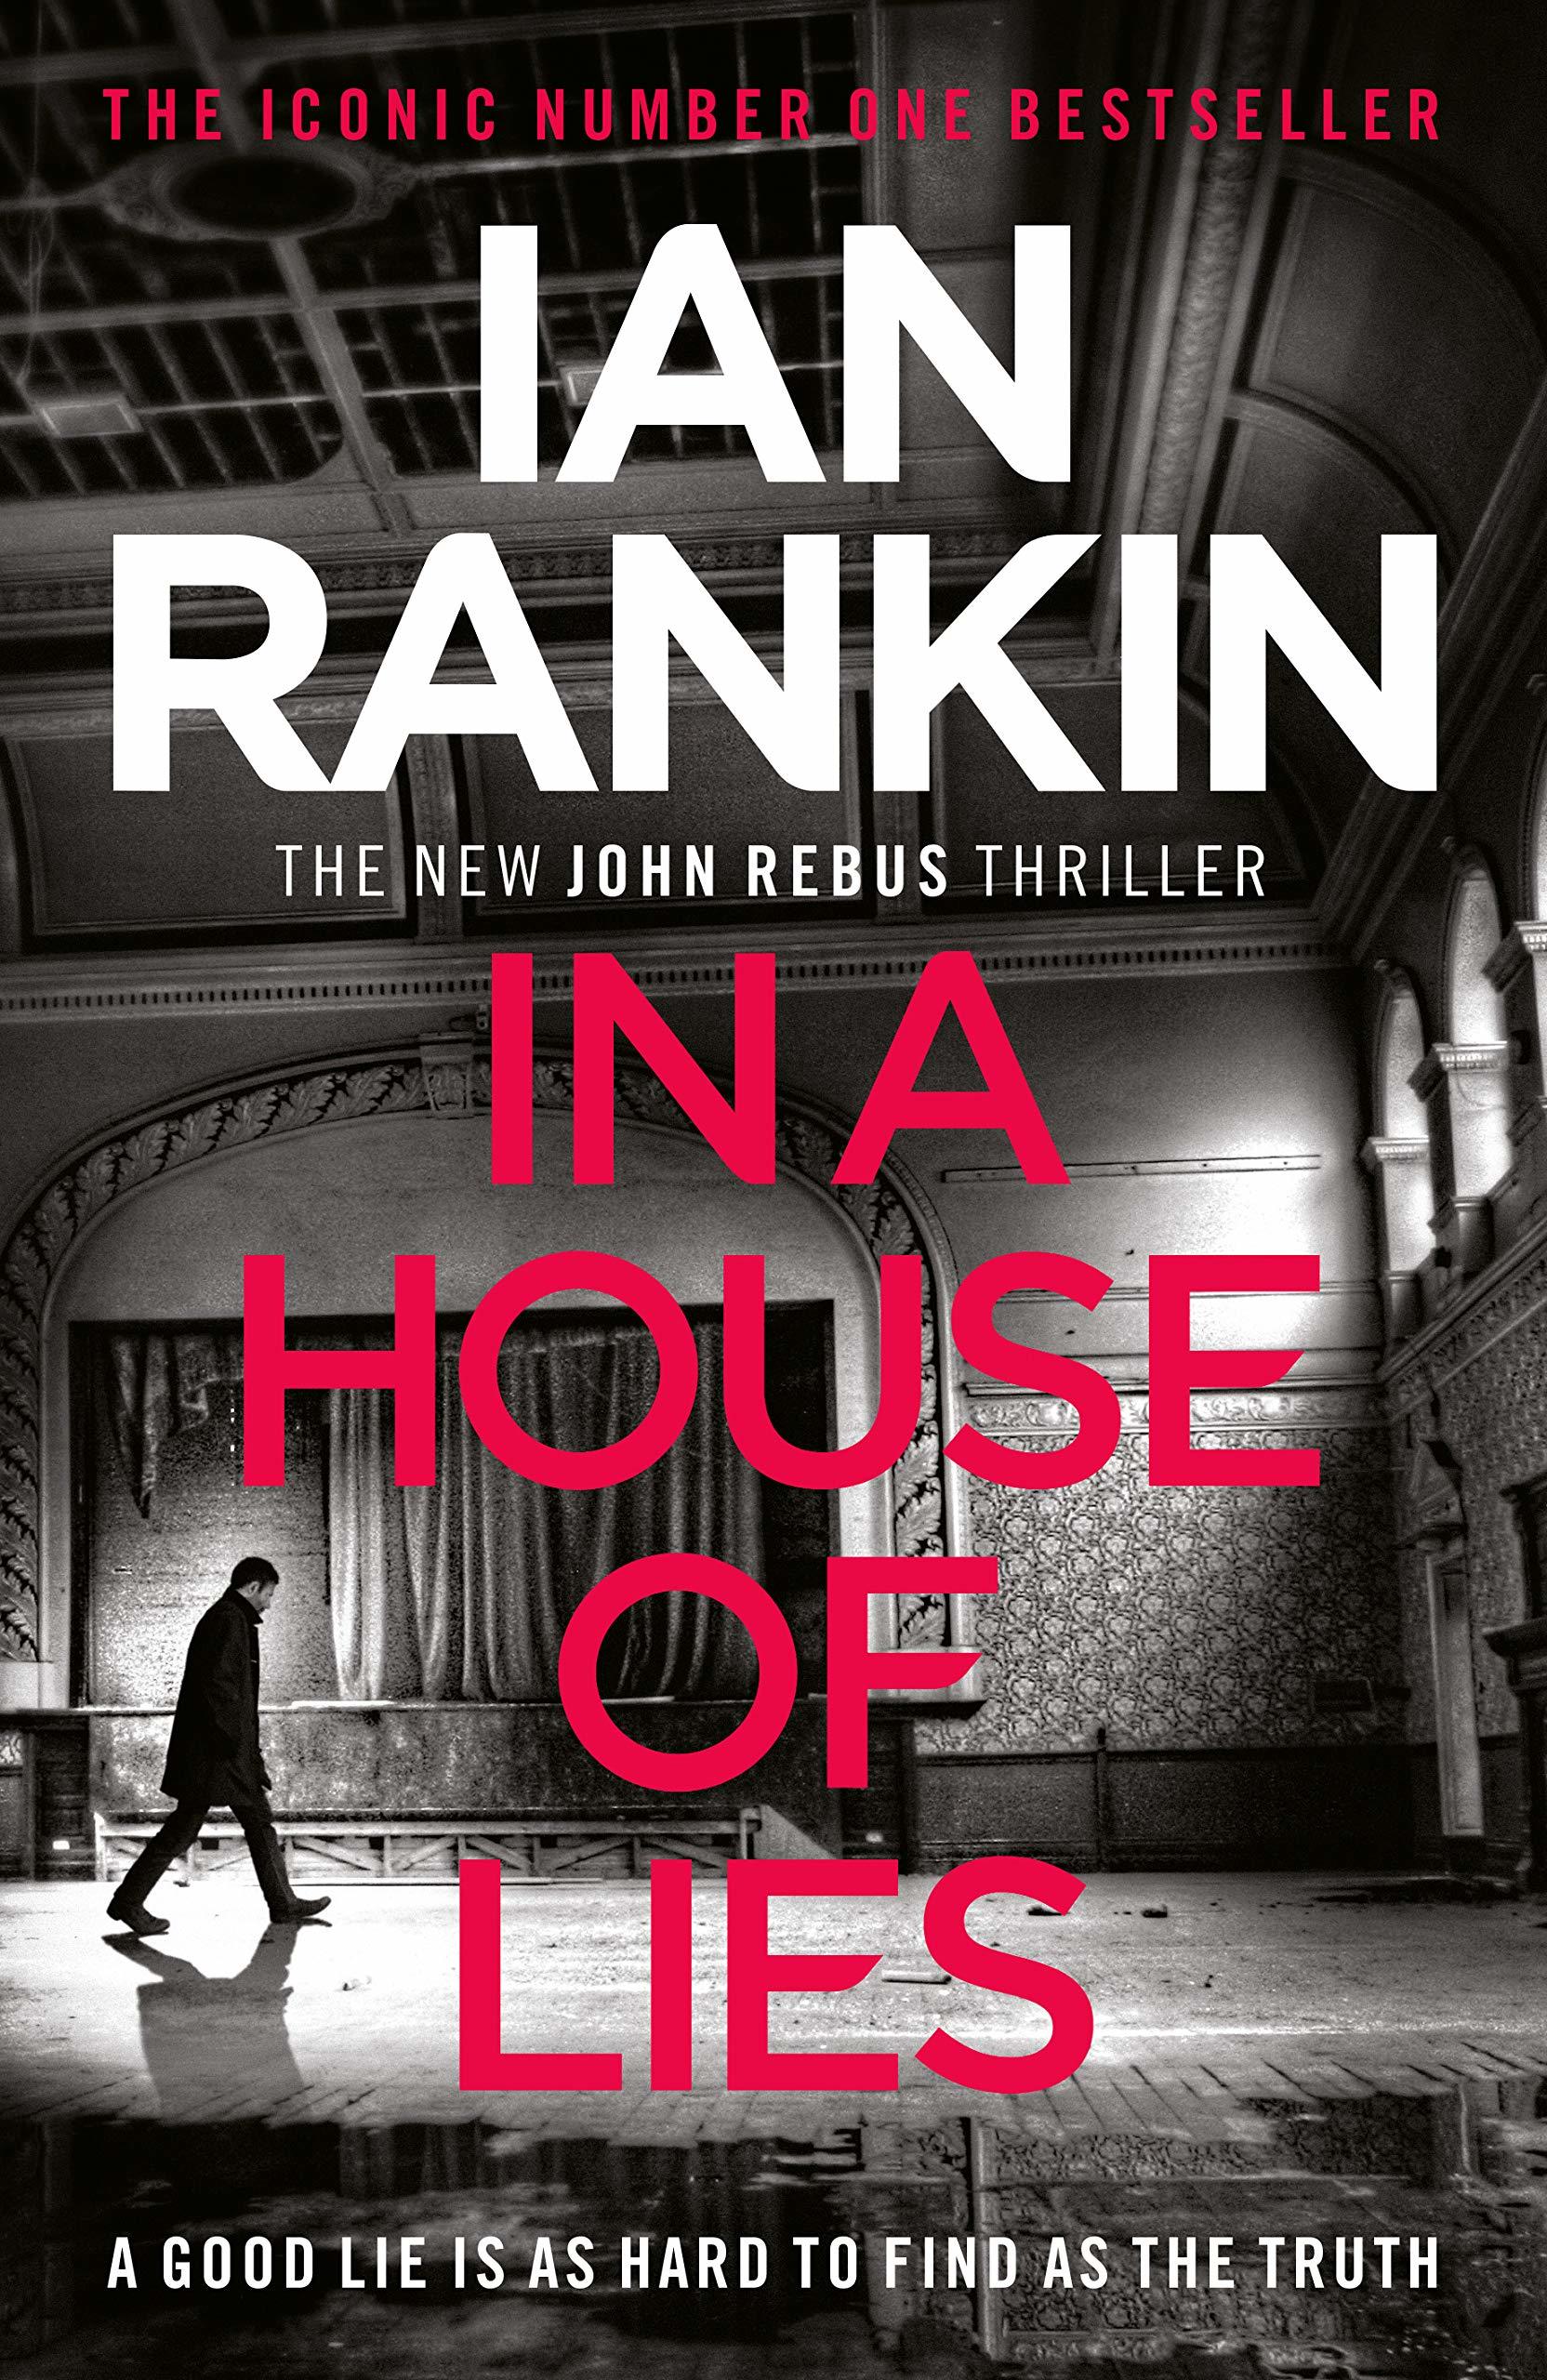 THE ICONIC NUMBER ONE BESTSELLER
IAN
RANKIN
THE NEW JOHN REBUS THRILLER
IN A
HOUSE
OF
LIES
A GOOD LIE IS AS HARD TO FIND AS THE TRUTH